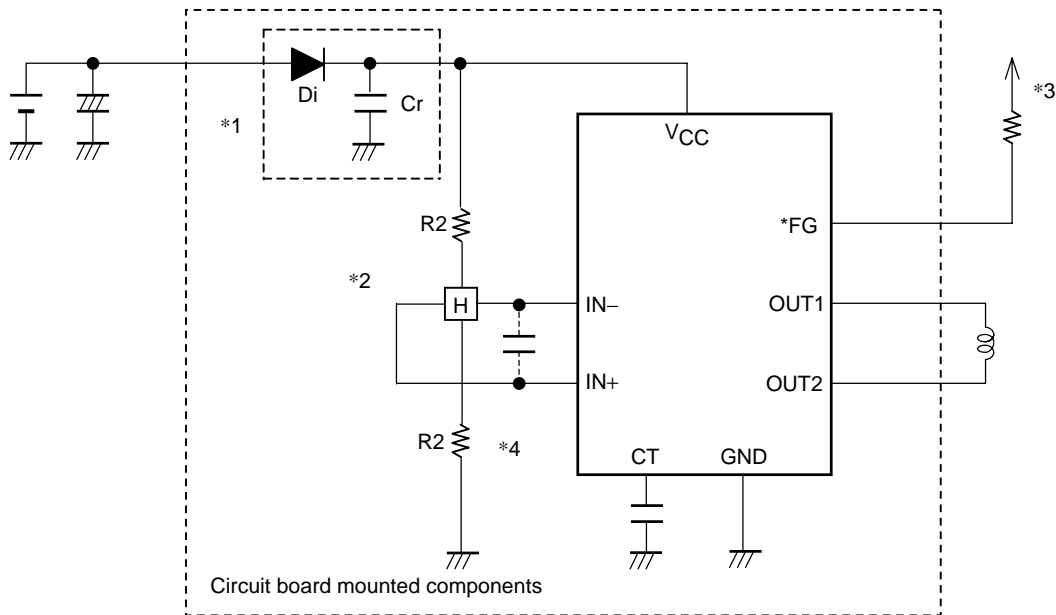 Di
Cr
*1
*3
VCC
R2
*FG
*2
H
IN−
OUT1
IN+
OUT2
R2
*4
CT
GND
Circuit board mounted components